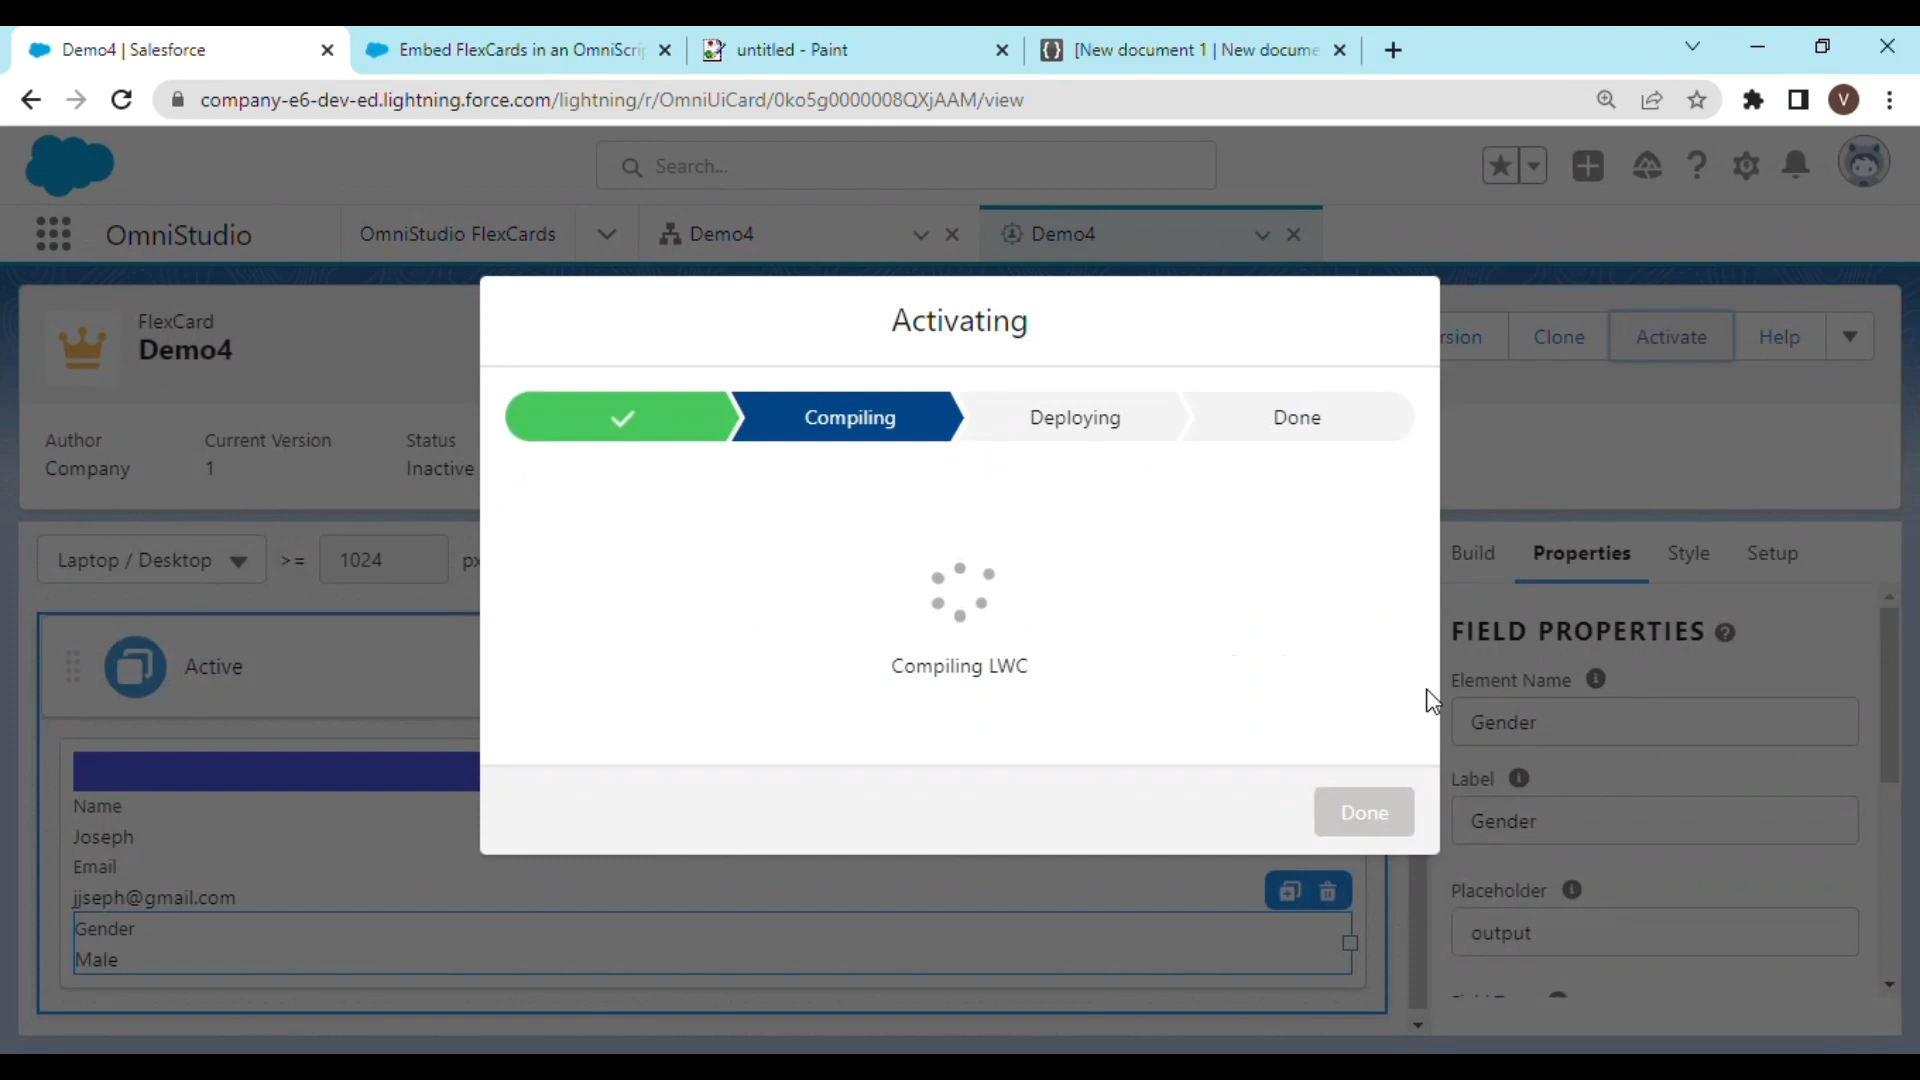 Demo4 | Salesforce
Embed FlexCards in an OmniScri
untitled - Paint
[New document 1 | New docume
company-e6-dev-ed.lightning.force.com/lightning/r/OmniUiCard/0ko5g0000008QXjAAM/view
V
Search...
OmniStudio
OmniStudio FlexCards
Demo4
Demo4
FlexCard
Demo4
Activating
rsion
Clone
Activate
Help
Compiling
Deploying
Done
Author
Company
Current Version
1
Status
Inactive
Laptop / Desktop
>=
1024
px
Build
Properties
Style
Setup
Active
Compiling LWC
FIELD PROPERTIES
Element Name
Gender
Label
Gender
Done
Name
Joseph
Email
jjseph@gmail.com
Gender
Male
Placeholder
output